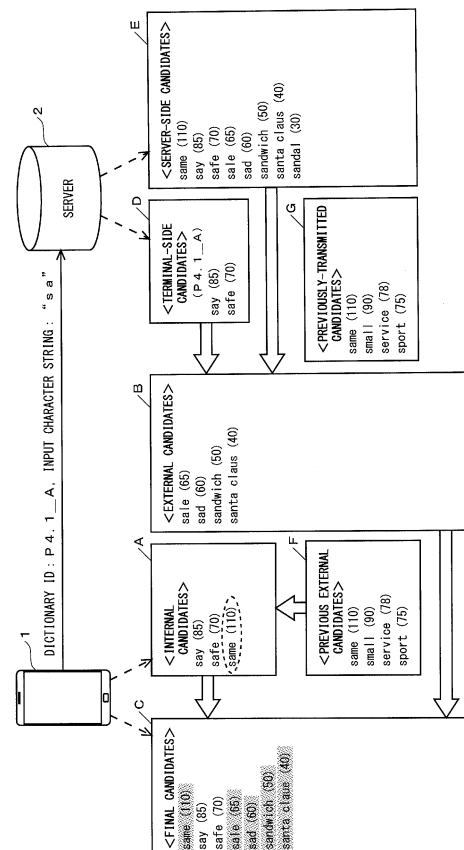 1
DICTIONARY ID: P4.1_A, INPUT CHARACTER STRING: "sa"
2
SERVER
C
<FINAL CANDIDATES>
same (110)
say (85)
safe (70)
sale (65)
sad (60)
sandwich (50)
santa claue (40)
A
<INTERNAL
CANDIDATES>
say (85)
safe (70)
same (110)
F
<PREVIOUS EXTERNAL
CANDIDATES>
same (110)
small (90)
service (78)
sport (75)
B
<EXTERNAL CANDIDATES>
sale (65)
sad (60)
sandwich (50)
santa claus (40)
D
<TERMINAL-SIDE
CANDIDATES>
(P4.1_A)
say (85)
safe (70)
G
<PREVIOUSLY-TRANSMITTED
CANDIDATES>
same (110)
small (90)
service (78)
sport (75)
E
<SERVER-SIDE CANDIDATES>
same (110)
say (85)
safe (70)
sale (65)
sad (60)
sandwich (50)
santa claus (40)
sandal (30)